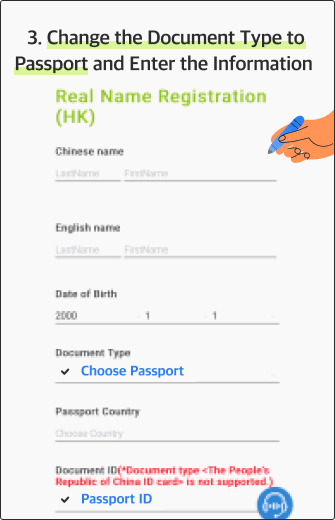 3. Change the Document Type to
Passport and Enter the Information
Real Name Registration
(HK)
Chinese name
LastName FirstName
English name
LastName FirstName
Date of Birth
2000 1 1
Document Type
Choose Passport
Passport Country
Choose Country
Document ID(*Document type <The People's
Republic of China ID card> is not supported.)
Passport ID